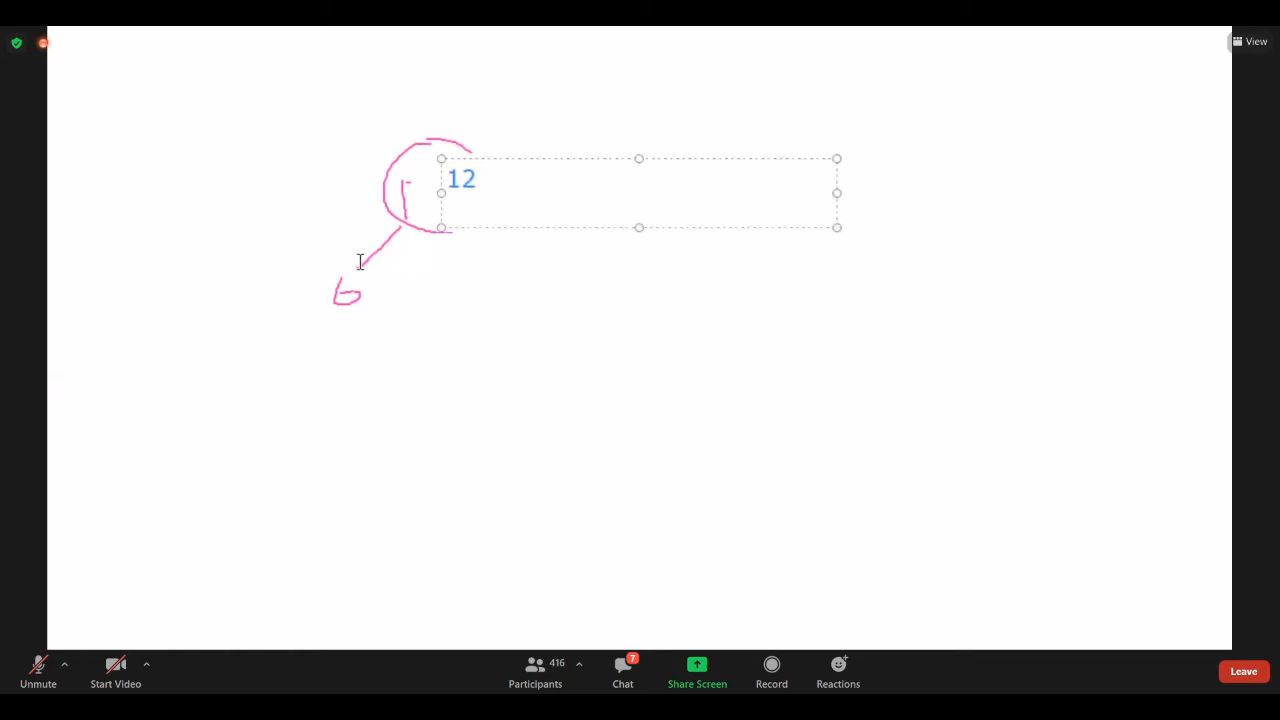 View
12
6
Unmute
Start Video
416
Participants
7
Chat
Share Screen
Record
Reactions
Leave